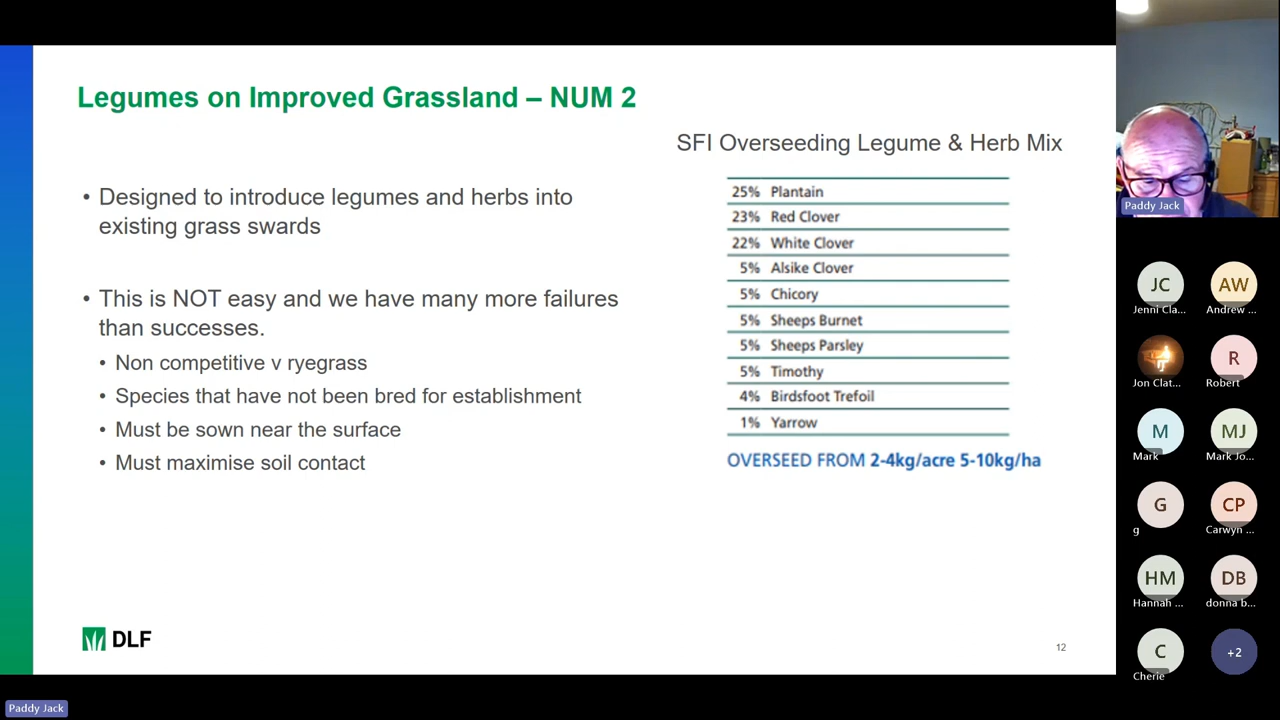 Legumes on Improved Grassland – NUM 2
SFI Overseeding Legume & Herb Mix
• Designed to introduce legumes and herbs into
existing grass swards
• This is NOT easy and we have many more failures
than successes.
• Non competitive v ryegrass
• Species that have not been bred for establishment
• Must be sown near the surface
• Must maximise soil contact
25% Plantain
23% Red Clover
22% White Clover
5% Alsike Clover
5% Chicory
5% Sheeps Burnet
5% Sheeps Parsley
5% Timothy
4% Birdsfoot Trefoil
1% Yarrow
OVERSEED FROM 2-4kg/acre 5-10kg/ha
DLF
12
Paddy Jack
JC
AW
Jenni Cla...
Andrew ...
R
Jon Clat...
Robert
M
MJ
Mark
Mark Jo...
G
CP
g
Carwyn ...
HM
DB
Hannah ...
donna b...
C
+2
Cherie
Paddy Jack